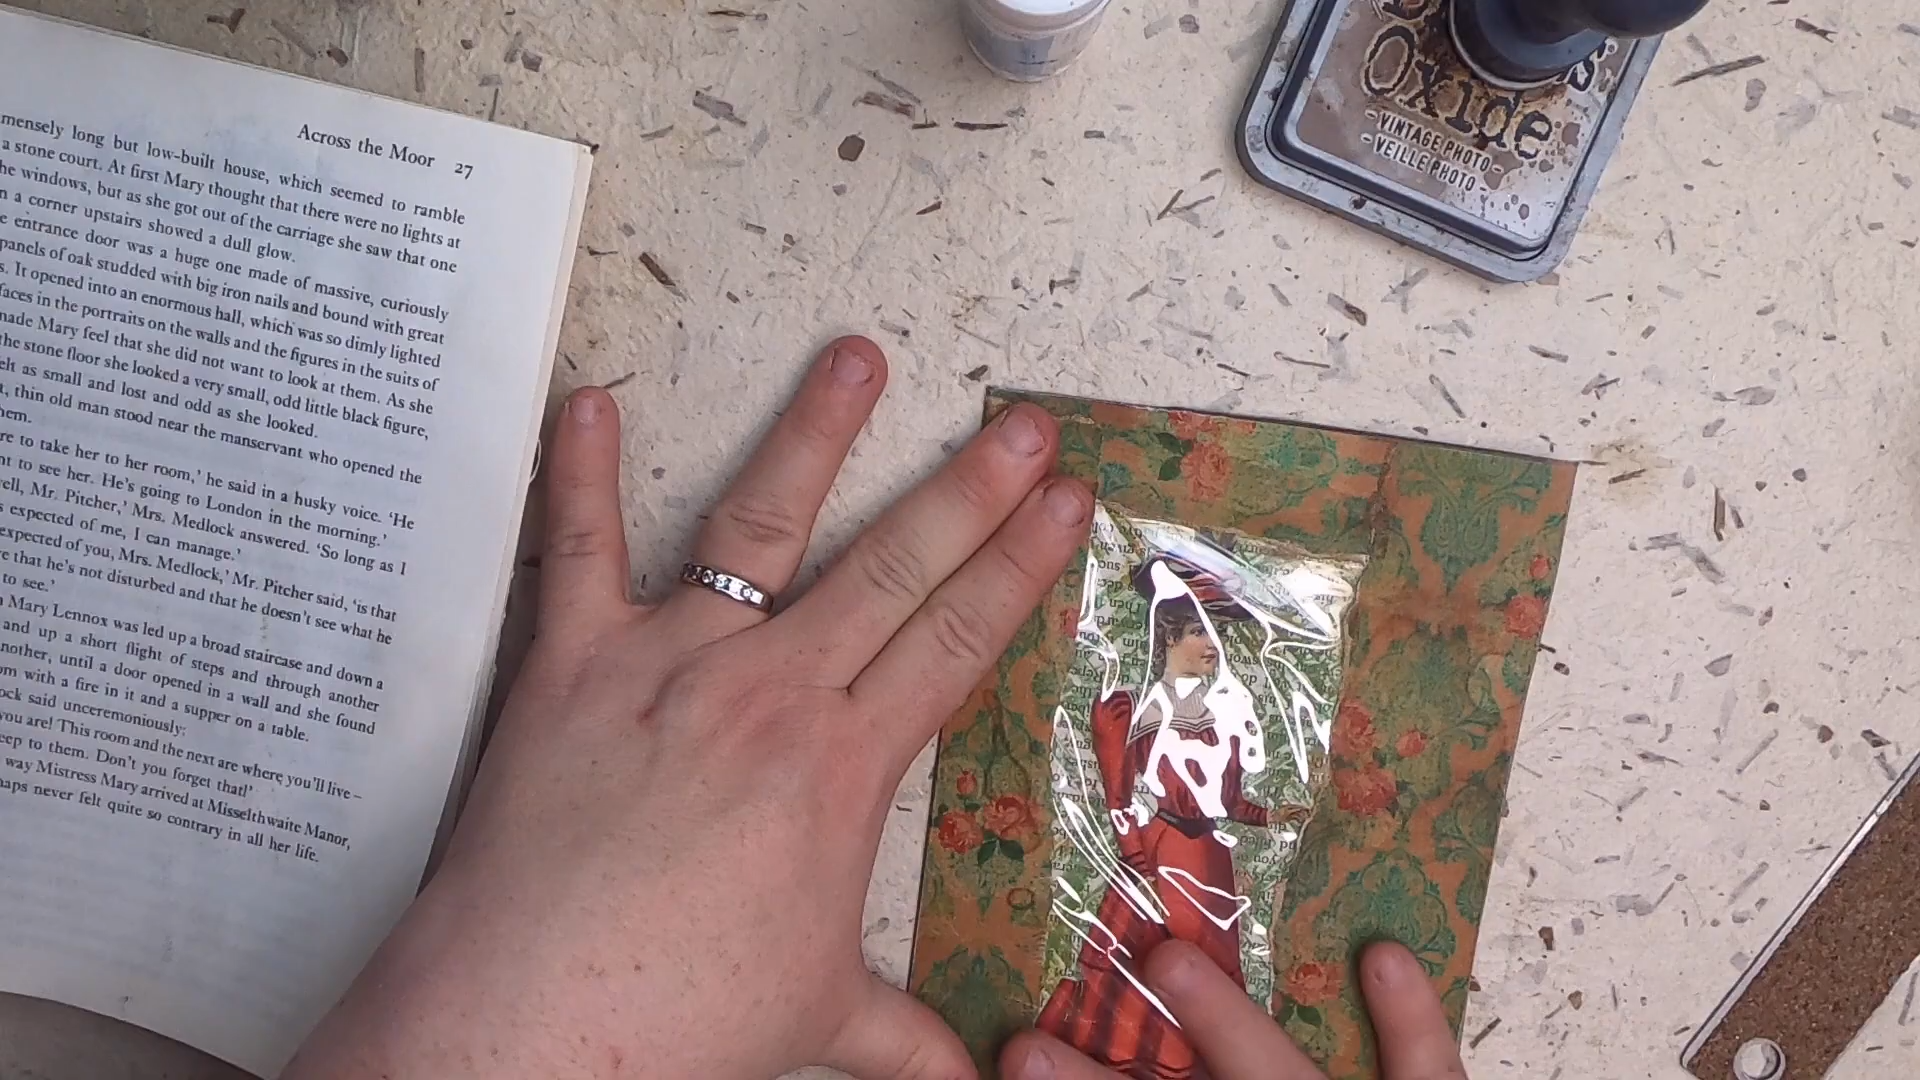 Across the Moor 27
mensely long but low-built house, which seemed to ramble
a stone court. At first Mary thought that there were no lights at
he windows, but as she got out of the carriage she saw that one
n a corner upstairs showed a dull glow.
e entrance door was a huge one made of massive, curiously
panels of oak studded with big iron nails and bound with great
s. It opened into an enormous hall, which was so dimly lighted
faces in the portraits on the walls and the figures in the suits of
made Mary feel that she did not want to look at them. As she
the stone floor she looked a very small, odd little black figure,
elt as small and lost and odd as she looked.
t, thin old man stood near the manservant who opened the
hem.
re to take her to her room,' he said in a husky voice. 'He
nt to see her. He's going to London in the morning.'
ell, Mr. Pitcher,' Mrs. Medlock answered. 'So long as I
s expected of me, I can manage.'
expected of you, Mrs. Medlock,' Mr. Pitcher said, 'is that
re that he's not disturbed and that he doesn't see what he
to see.'
Mary Lennox was led up a broad staircase and down a
and up a short flight of steps and through another
nother, until a door opened in a wall and she found
om with a fire in it and a supper on a table.
ock said unceremoniously:
you are! This room and the next are where you'll live –
eep to them. Don't you forget that!'
way Mistress Mary arrived at Misselthwaite Manor,
haps never felt quite so contrary in all her life.
Oxide
- VINTAGE PHOTO -
- VEILLE PHOTO -